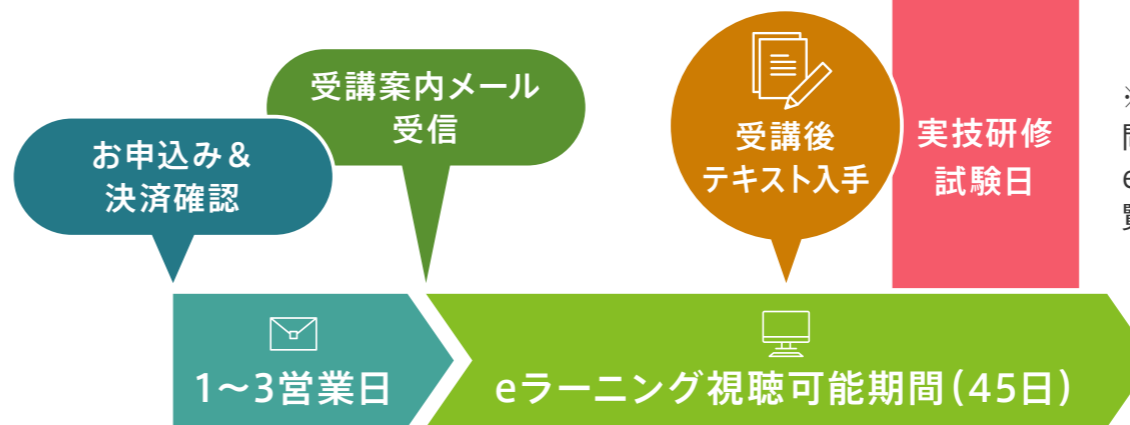 お申込み＆
決済確認
受講案内メール
受信
受講後
テキスト入手
実技研修
試験日
1〜3営業日
eラーニング視聴可能期間（45日）